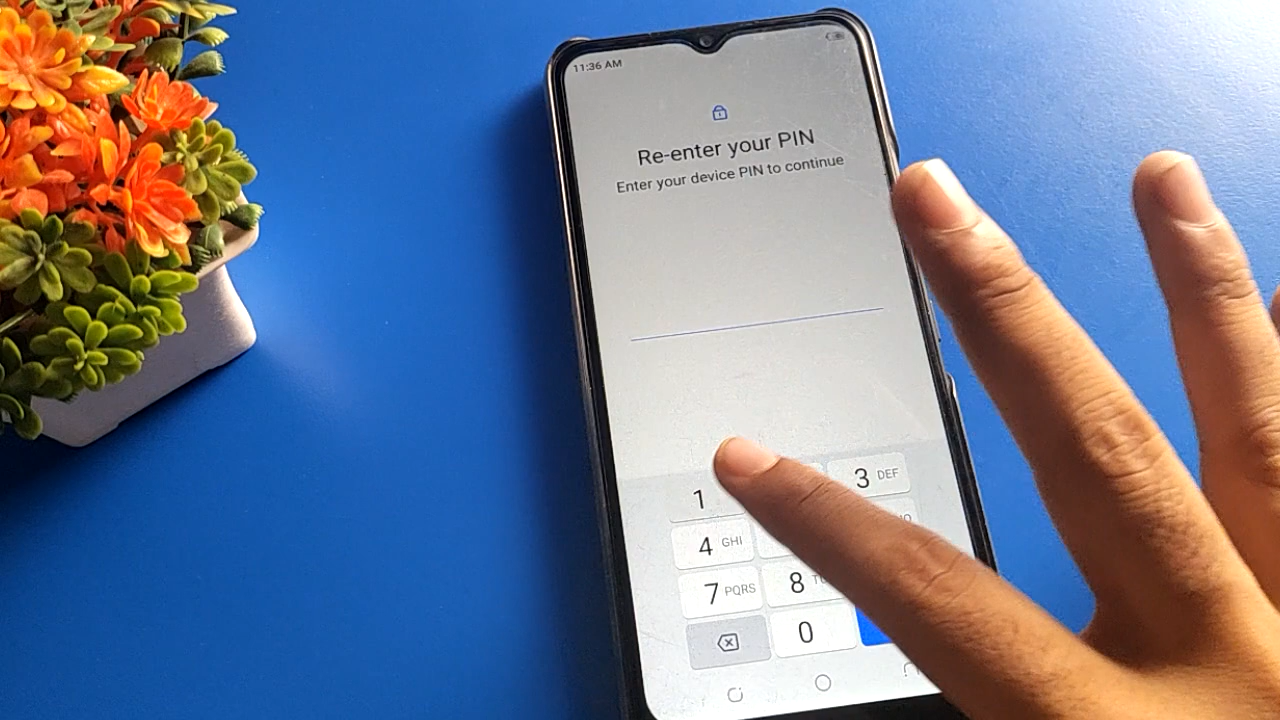 11:36 AM
Re-enter your PIN
Enter your device PIN to continue
1
3 DEF
4 GHI
7 PQRS
8
0